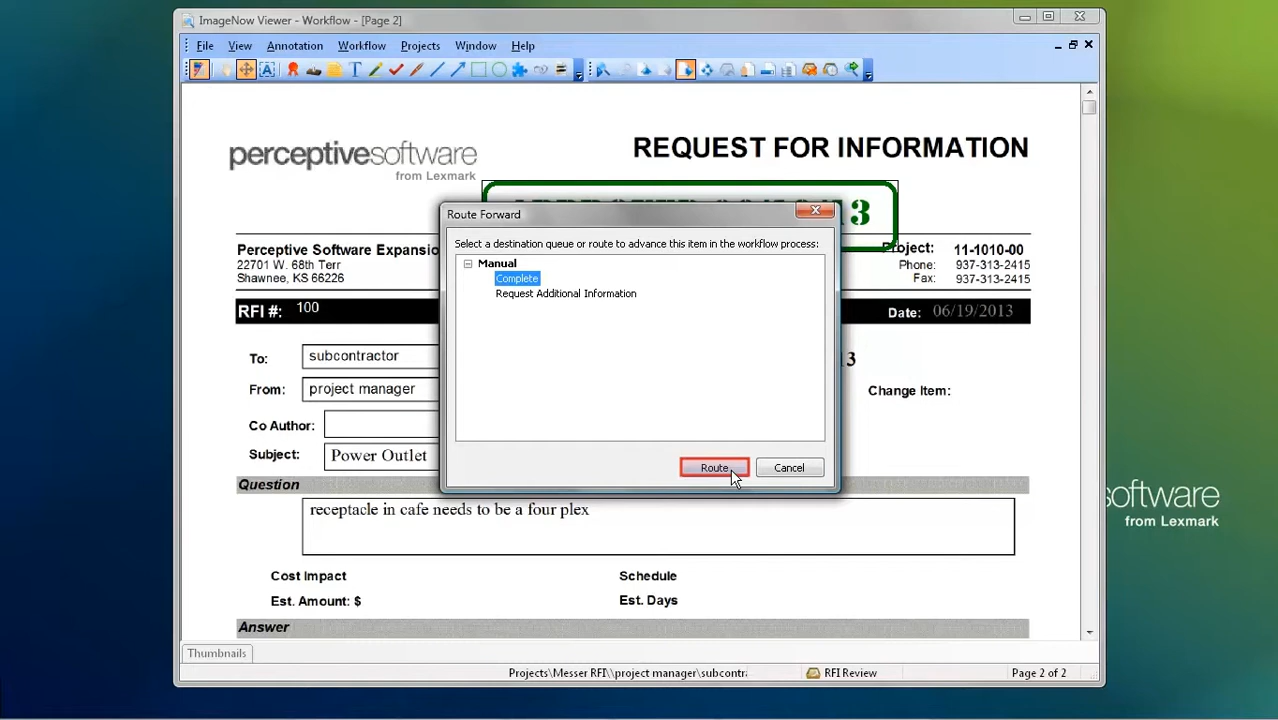 ImageNow Viewer - Workflow - [Page 2]
File View Annotation Workflow Projects Window Help
perceptivesoftware
from Lexmark
REQUEST FOR INFORMATION
Route Forward
Select a destination queue or route to advance this item in the workflow process:
Manual
Complete
Request Additional Information
Route
Cancel
Perceptive Software Expansio
22701 W. 68th Terr
Shawnee, KS 66226
Project: 11-1010-00
Phone: 937-313-2415
Fax: 937-313-2415
RFI #: 100
Date: 06/19/2013
To: subcontractor
From: project manager
Change Item:
Co Author:
Subject: Power Outlet
Question
receptacle in cafe needs to be a four plex
Cost Impact
Schedule
Est. Amount: $
Est. Days
Answer
Thumbnails
Projects\Messer RFI\\project manager\subcontra
RFI Review
Page 2 of 2
software
from Lexmark